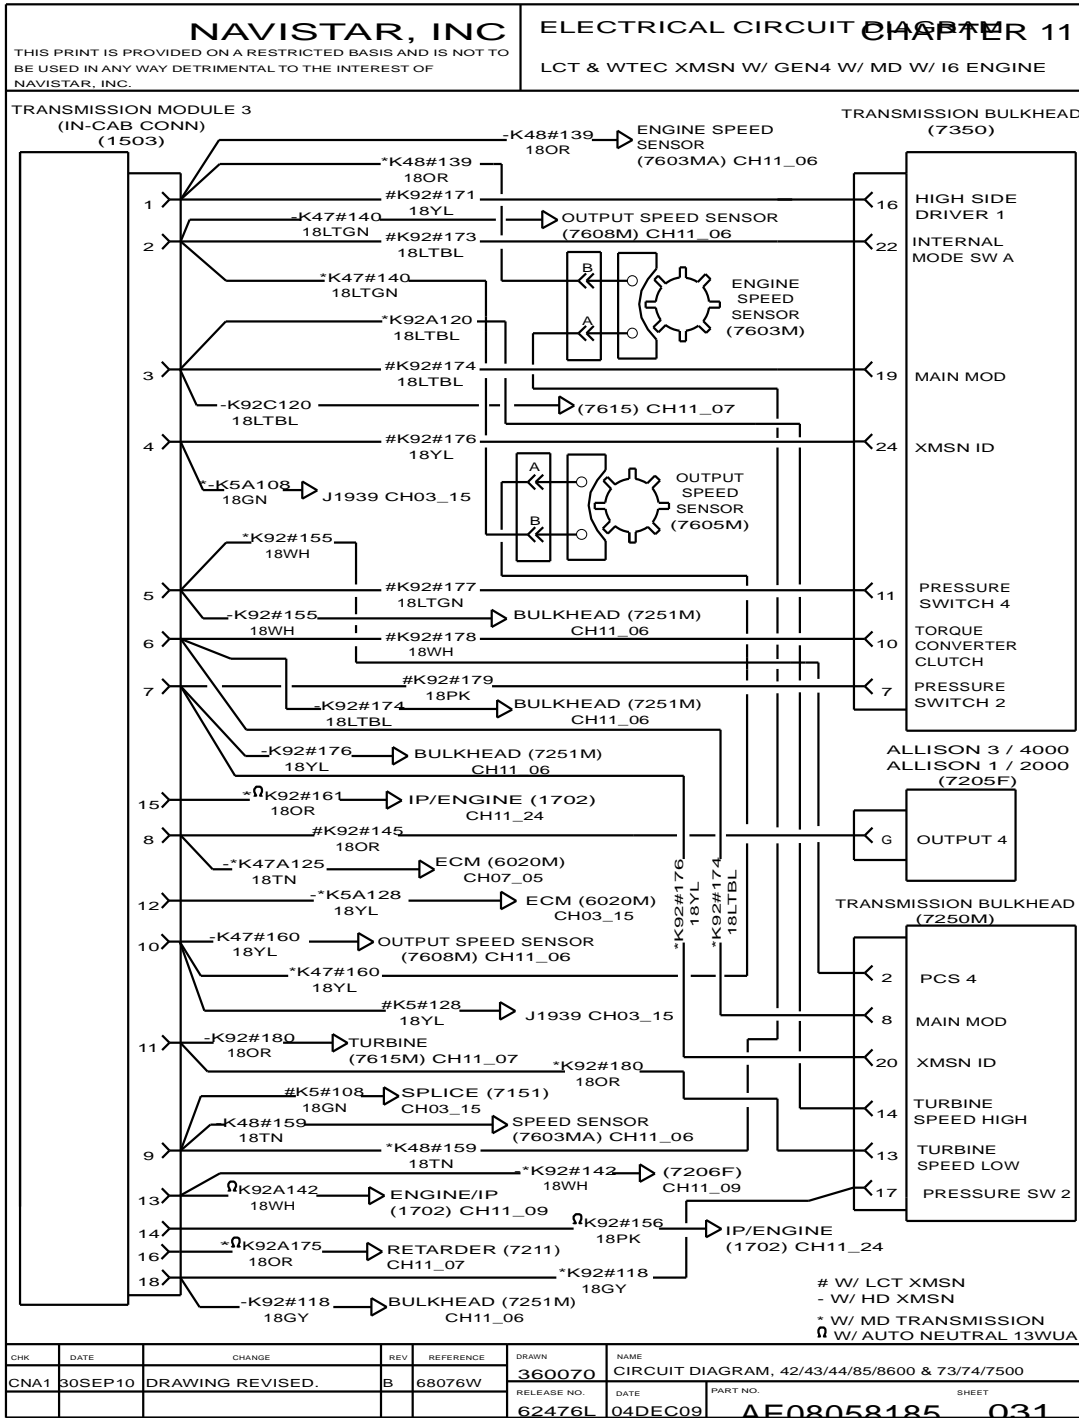 NAVISTAR, INC
THIS PRINT IS PROVIDED ON A RESTRICTED BASIS AND IS NOT TO
BE USED IN ANY WAY DETRIMENTAL TO THE INTEREST OF
NAVISTAR, INC.
ELECTRICAL CIRCUIT DIAGRAM
CHAPTER 11
LCT & WTEC XMSN W/ GEN4 W/ MD W/ I6 ENGINE
TRANSMISSION MODULE 3
(IN-CAB CONN)
(1503)
TRANSMISSION BULKHEAD
(7350)
-K48#139
18OR
ENGINE SPEED
SENSOR
(7603MA) CH11_06
*K48#139
18OR
1
#K92#171
18YL
16
HIGH SIDE
DRIVER 1
-K47#140
18LTGN
OUTPUT SPEED SENSOR
(7608M) CH11_06
2
#K92#173
18LTBL
22
INTERNAL
MODE SW A
*K47#140
18LTGN
B
A
ENGINE
SPEED
SENSOR
(7603M)
*K92A120
18LTBL
3
#K92#174
18LTBL
19
MAIN MOD
-K92C120
18LTBL
(7615) CH11_07
4
#K92#176
18YL
24
XMSN ID
*-K5A108
18GN
J1939 CH03_15
A
B
OUTPUT
SPEED
SENSOR
(7605M)
*K92#155
18WH
5
#K92#177
18LTGN
11
PRESSURE
SWITCH 4
-K92#155
18WH
BULKHEAD (7251M)
CH11_06
6
#K92#178
18WH
10
TORQUE
CONVERTER
CLUTCH
7
#K92#179
18PK
7
PRESSURE
SWITCH 2
-K92#174
18LTBL
BULKHEAD (7251M)
CH11_06
-K92#176
18YL
BULKHEAD (7251M)
CH11_06
ALLISON 3 / 4000
ALLISON 1 / 2000
(7205F)
15
*ΩK92#161
18OR
IP/ENGINE (1702)
CH11_24
8
#K92#145
18OR
G
OUTPUT 4
-*K47A125
18TN
ECM (6020M)
CH07_05
*K92#176
18YL
*K92#174
18LTBL
12
-*K5A128
18YL
ECM (6020M)
CH03_15
TRANSMISSION BULKHEAD
(7250M)
10
-K47#160
18YL
OUTPUT SPEED SENSOR
(7608M) CH11_06
*K47#160
18YL
2
PCS 4
#K5#128
18YL
J1939 CH03_15
8
MAIN MOD
11
-K92#180
18OR
TURBINE
(7615M) CH11_07
*K92#180
18OR
20
XMSN ID
#K5#108
18GN
SPLICE (7151)
CH03_15
14
TURBINE
SPEED HIGH
-K48#159
18TN
SPEED SENSOR
(7603MA) CH11_06
9
*K48#159
18TN
13
TURBINE
SPEED LOW
-*K92#142
18WH
(7206F)
CH11_09
13
ΩK92A142
18WH
ENGINE/IP
(1702) CH11_09
17
PRESSURE SW 2
14
ΩK92#156
18PK
IP/ENGINE
(1702) CH11_24
16
*ΩK92A175
18OR
RETARDER (7211)
CH11_07
18
*K92#118
18GY
-K92#118
18GY
BULKHEAD (7251M)
CH11_06
# W/ LCT XMSN
- W/ HD XMSN
* W/ MD TRANSMISSION
Ω W/ AUTO NEUTRAL 13WUA
CHK DATE CHANGE REV REFERENCE
CNA1 30SEP10 DRAWING REVISED. B 68076W
DRAWN
360070
NAME
CIRCUIT DIAGRAM, 42/43/44/85/8600 & 73/74/7500
RELEASE NO.
62476L
DATE
04DEC09
PART NO.
AE08058185
SHEET
031